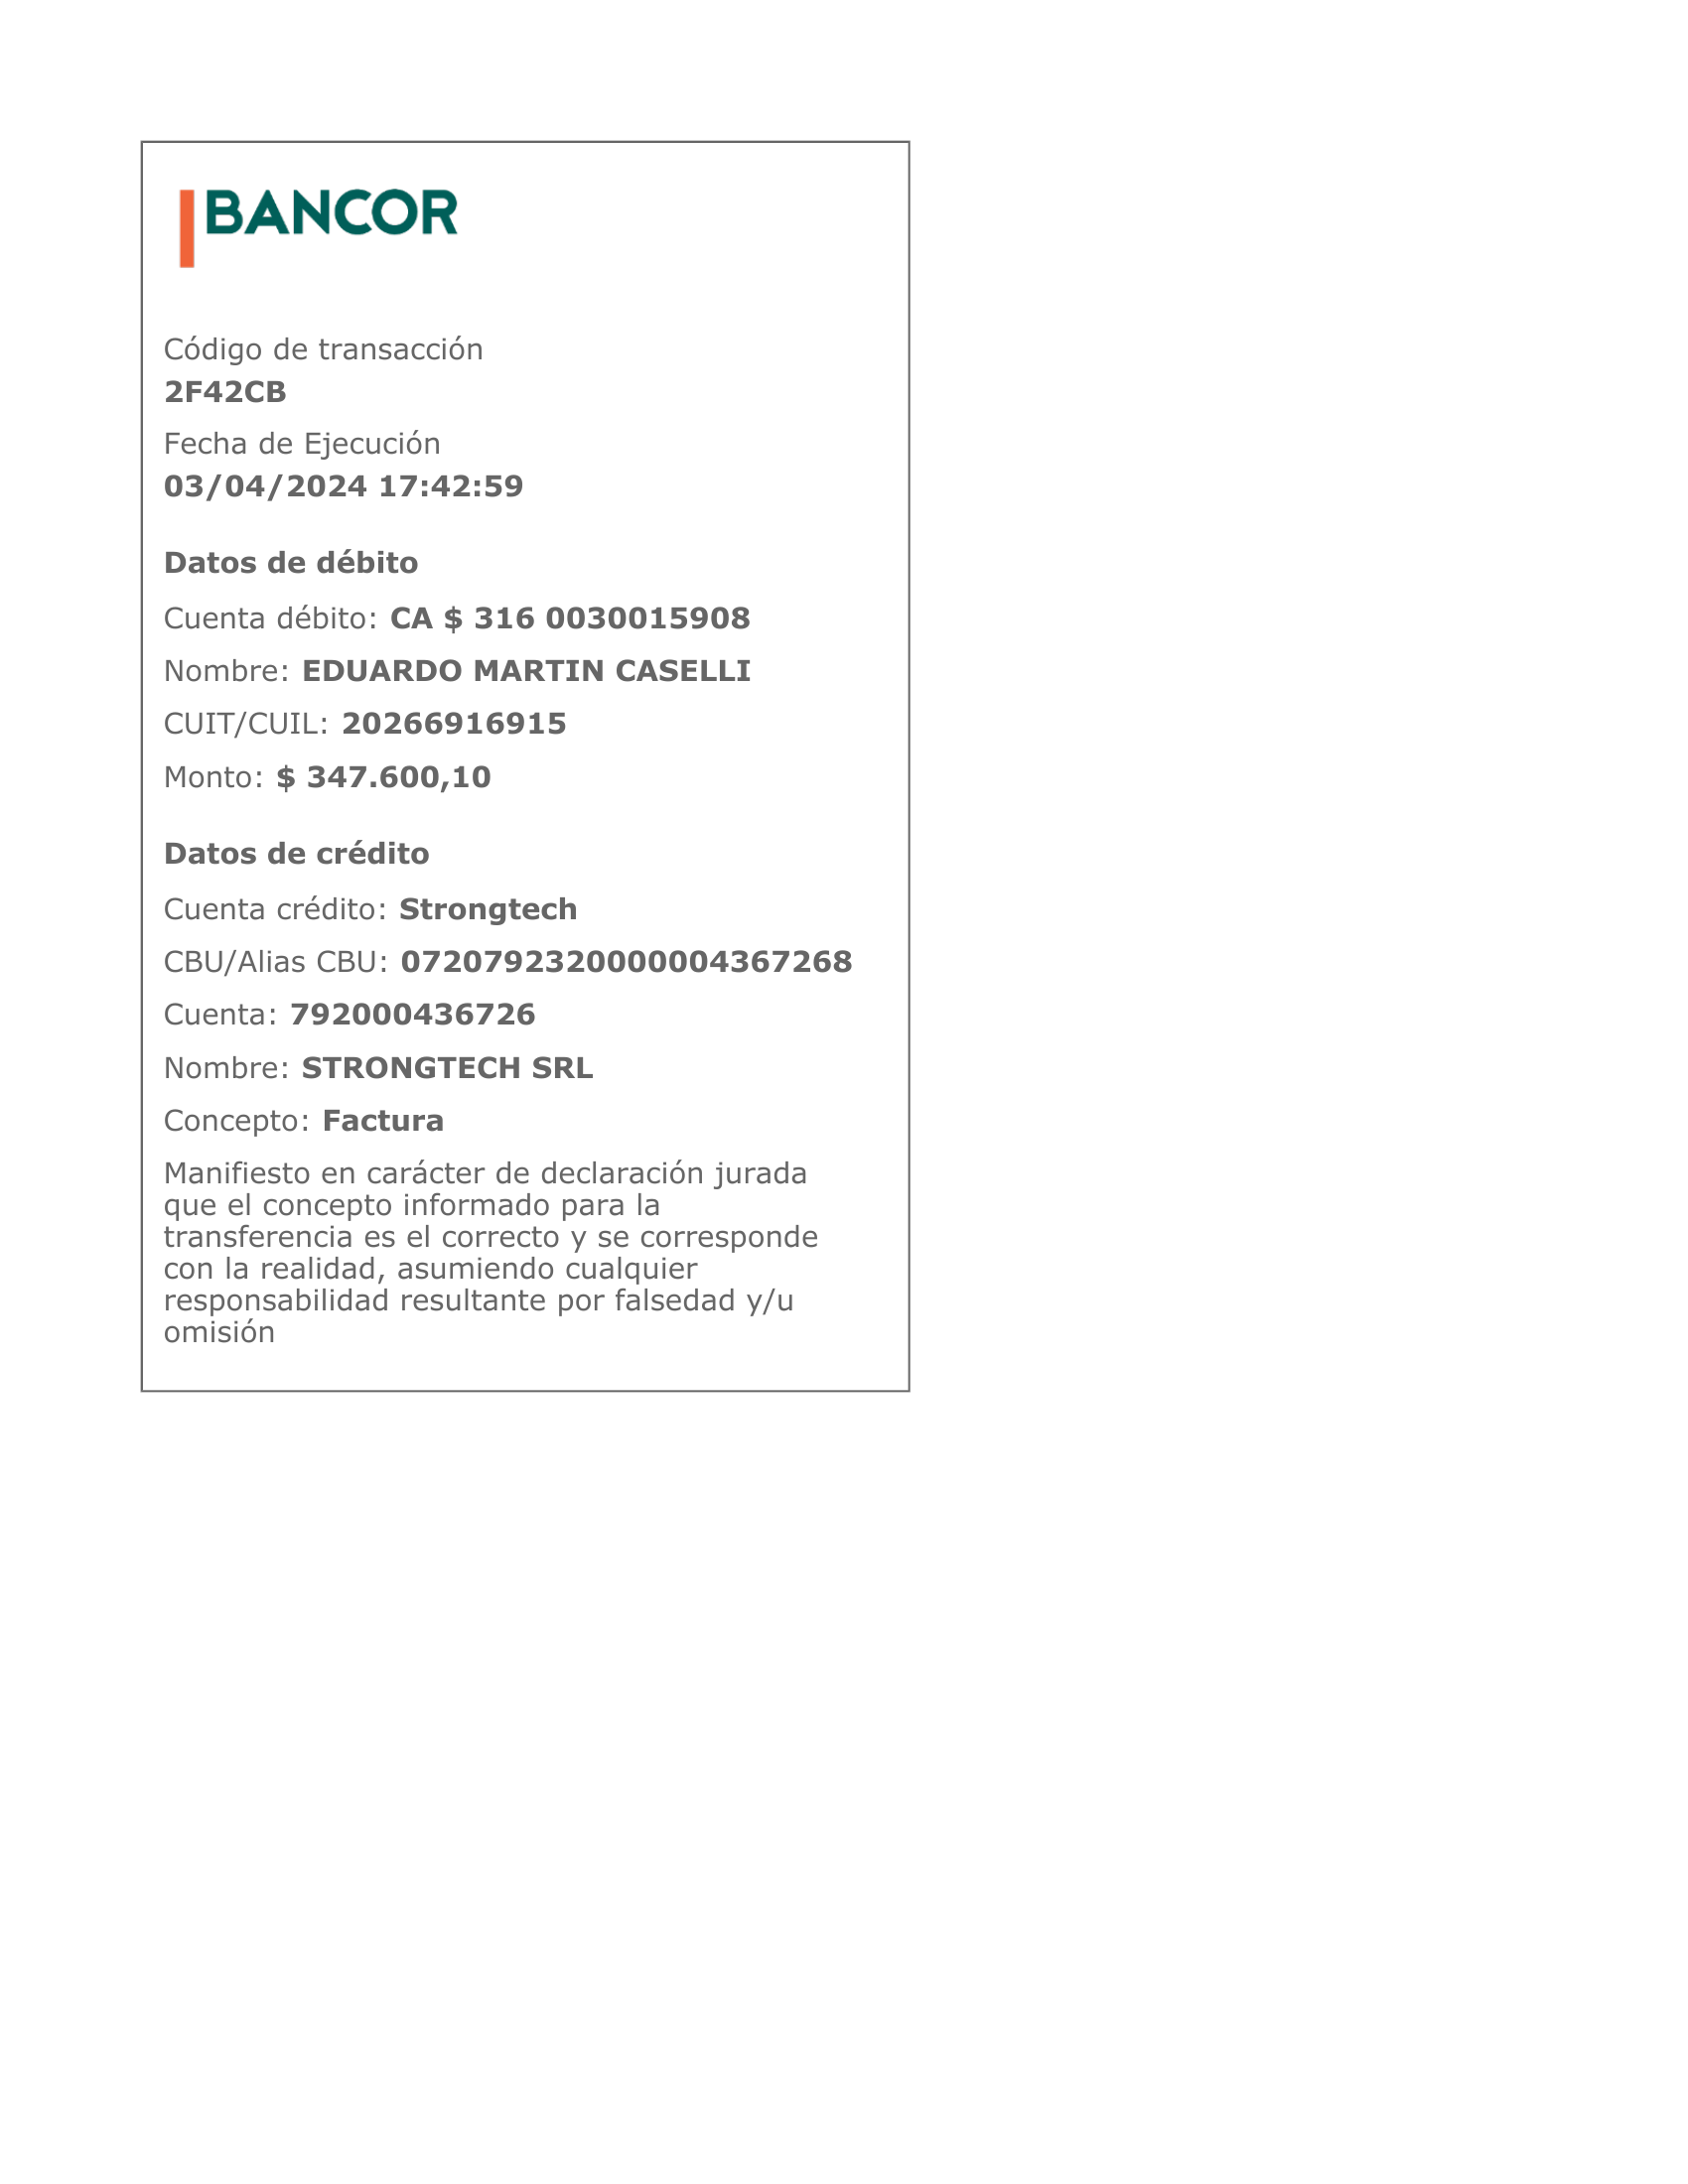 BANCOR
Código de transacción
2F42CB
Fecha de Ejecución
03/04/2024 17:42:59
Datos de débito
Cuenta débito: CA $ 316 0030015908
Nombre: EDUARDO MARTIN CASELLI
CUIT/CUIL: 20266916915
Monto: $ 347.600,10
Datos de crédito
Cuenta crédito: Strongtech
CBU/Alias CBU: 0720792320000004367268
Cuenta: 792000436726
Nombre: STRONGTECH SRL
Concepto: Factura
Manifiesto en carácter de declaración jurada
que el concepto informado para la
transferencia es el correcto y se corresponde
con la realidad, asumiendo cualquier
responsabilidad resultante por falsedad y/u
omisión